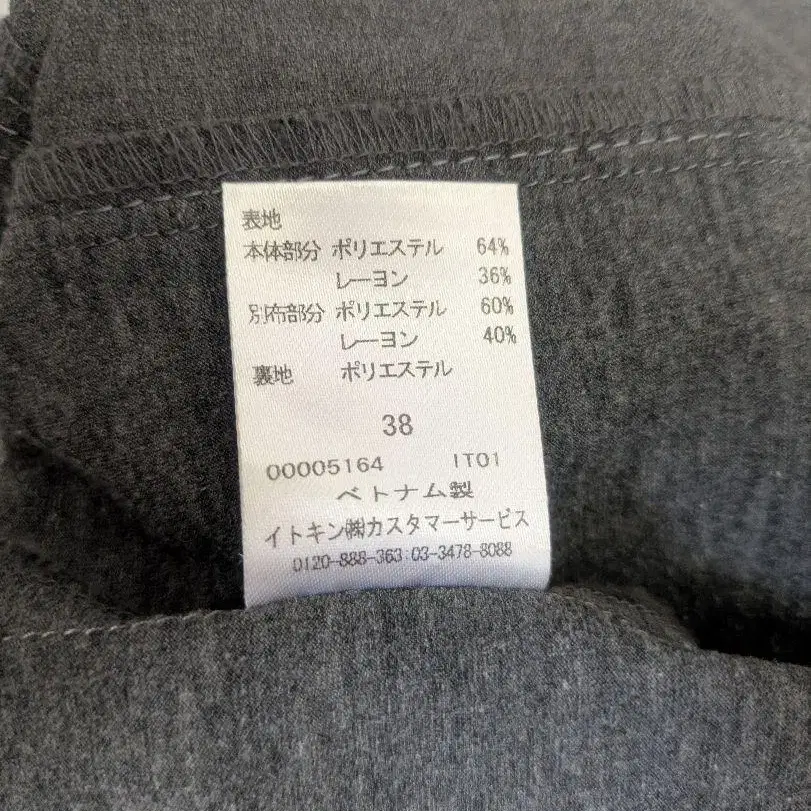 表地
本体部分 ポリエステル 64%
レーヨン 36%
別布部分 ポリエステル 60%
レーヨン 40%
裏地 ポリエステル
38
00005164 IT01
ベトナム製
イトキン㈱カスタマーサービス
0120-888-363:03-3478-8088